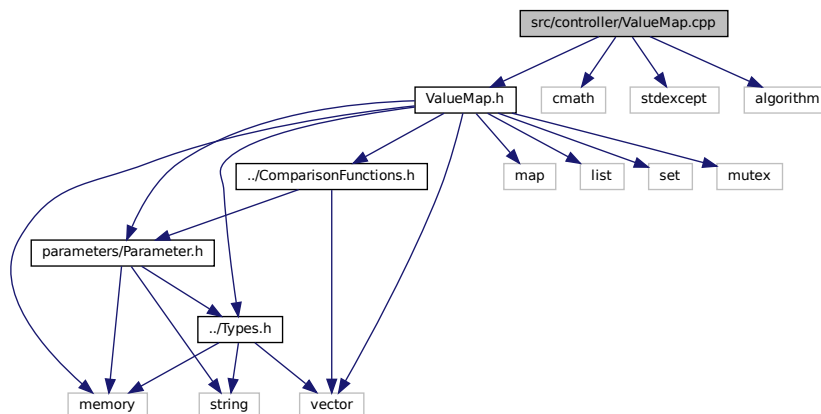 src/controller/ValueMap.cpp
ValueMap.h
cmath
stdexcept
algorithm
../ComparisonFunctions.h
map
list
set
mutex
parameters/Parameter.h
../Types.h
memory
string
vector